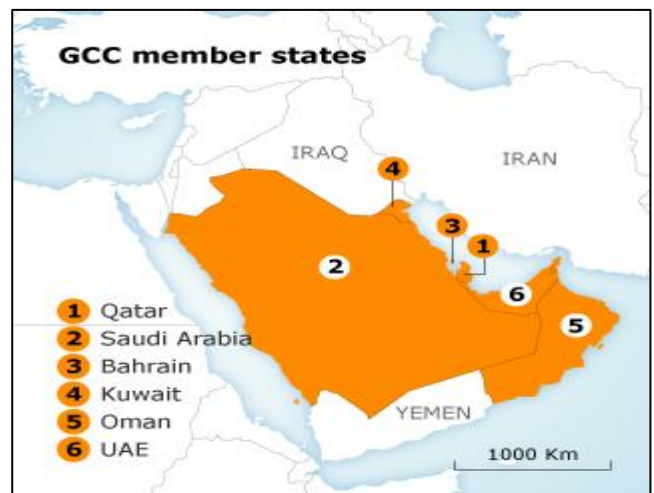 GCC member states
IRAQ
IRAN
4
3
1
2
6
5
1 Qatar
2 Saudi Arabia
3 Bahrain
4 Kuwait
5 Oman
6 UAE
YEMEN
1000 Km